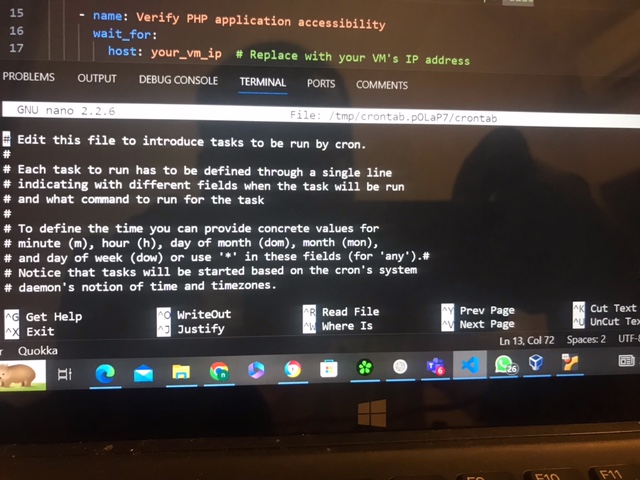 15 - name: Verify PHP application accessibility
16 wait_for:
17 host: your_vm_ip # Replace with your VM's IP address
PROBLEMS OUTPUT DEBUG CONSOLE TERMINAL PORTS COMMENTS
GNU nano 2.2.6 File: /tmp/crontab.pOLaP7/crontab
# Edit this file to introduce tasks to be run by cron.
#
# Each task to run has to be defined through a single line
# indicating with different fields when the task will be run
# and what command to run for the task
#
# To define the time you can provide concrete values for
# minute (m), hour (h), day of month (dom), month (mon),
# and day of week (dow) or use '*' in these fields (for 'any').#
# Notice that tasks will be started based on the cron's system
# daemon's notion of time and timezones.
^G Get Help ^O WriteOut ^R Read File ^Y Prev Page ^K Cut Text
^X Exit ^J Justify ^W Where Is ^V Next Page ^U UnCut Te
Ln 13, Col 72 Spaces: 2 UTF-8
r Quokka
6
26
F9 F10 F11